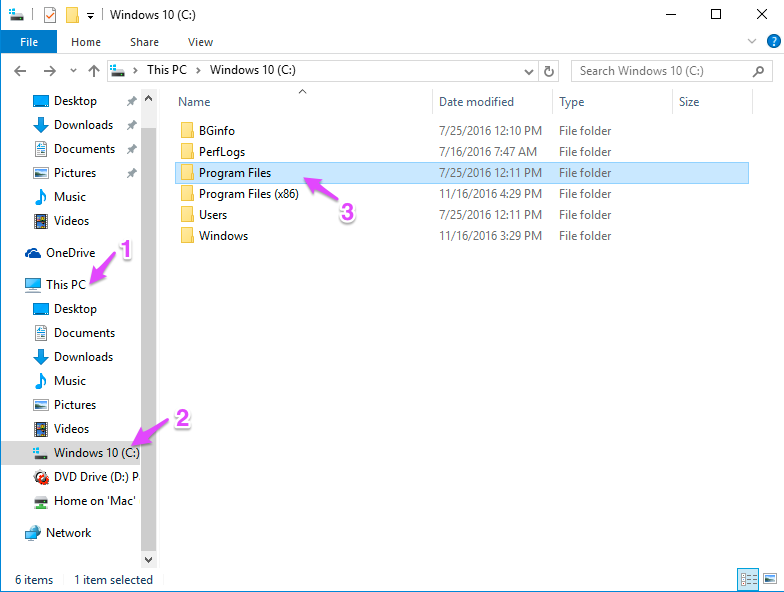 Windows 10 (C:)
File Home Share View
This PC Windows 10 (C:) Search Windows 10 (C:)
Desktop
Downloads
Documents
Pictures
Music
Videos
OneDrive
1
This PC
Desktop
Documents
Downloads
Music
Pictures
Videos
2
Windows 10 (C:)
DVD Drive (D:) P
Home on 'Mac'
Network
Name Date modified Type Size
BGinfo 7/25/2016 12:10 PM File folder
PerfLogs 7/16/2016 7:47 AM File folder
Program Files 7/25/2016 12:11 PM File folder
Program Files (x86) 11/16/2016 4:29 PM File folder
3
Users 7/25/2016 12:11 PM File folder
Windows 11/16/2016 3:29 PM File folder
6 items 1 item selected